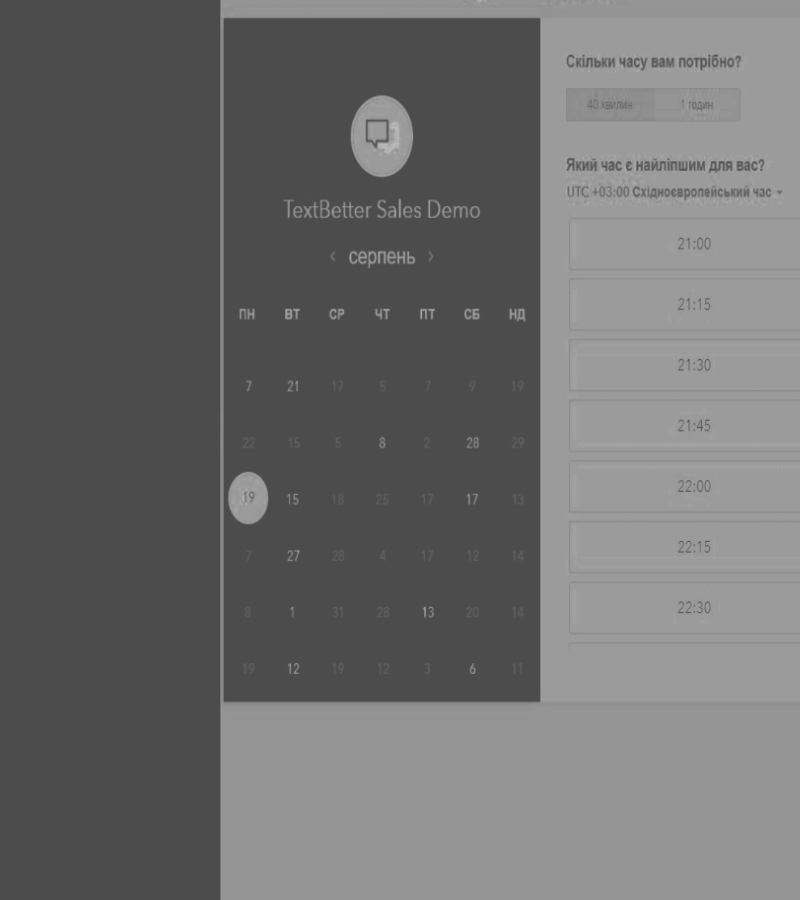 TextBetter Sales Demo
‹ серпень ›
ПН ВТ СР ЧТ ПТ СБ НД
7 21 17 5 7 9 19
22 15 5 8 2 28 29
19 15 18 25 17 17 13
7 27 28 4 17 12 14
8 1 31 28 13 20 14
19 12 19 12 3 6 11
Скільки часу вам потрібно?
40 хвилин 1 годин
Який час є найліпшим для вас?
UTC +03:00 Східноєвропейський час
21:00
21:15
21:30
21:45
22:00
22:15
22:30